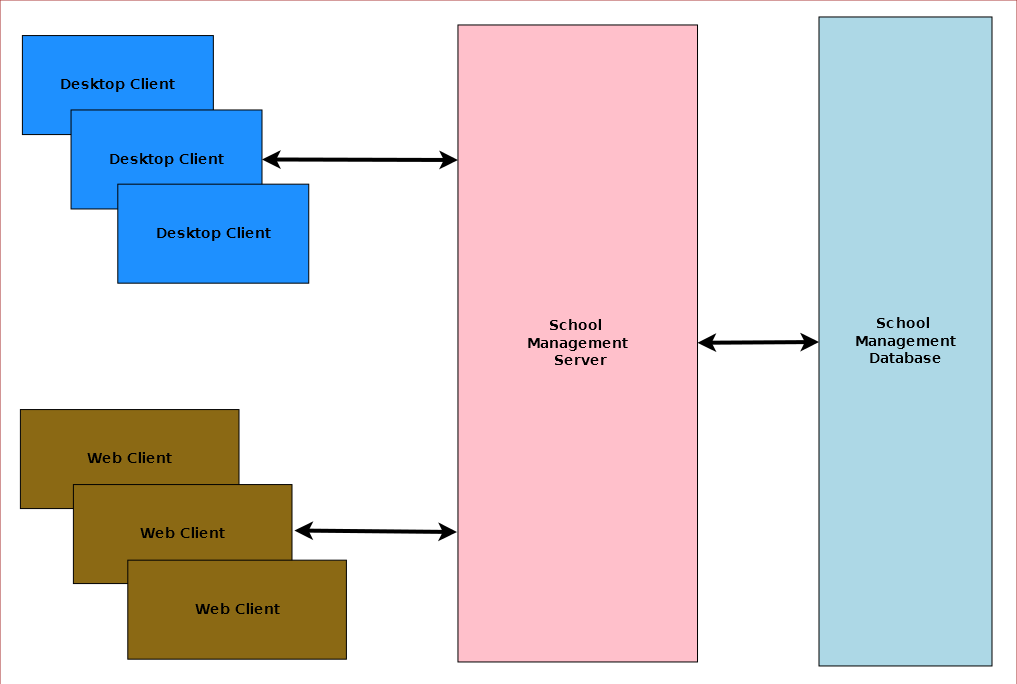 Desktop Client
Desktop Client
Desktop Client
School
Management
Server
School
Management
Database
Web Client
Web Client
Web Client